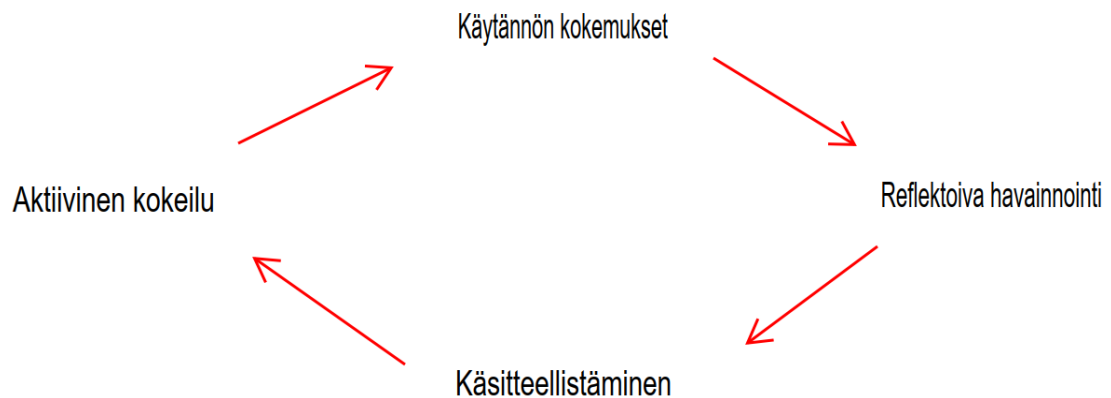 Käytännön kokemukset
Aktiivinen kokeilu
Reflektoiva havainnointi
Käsitteellistäminen